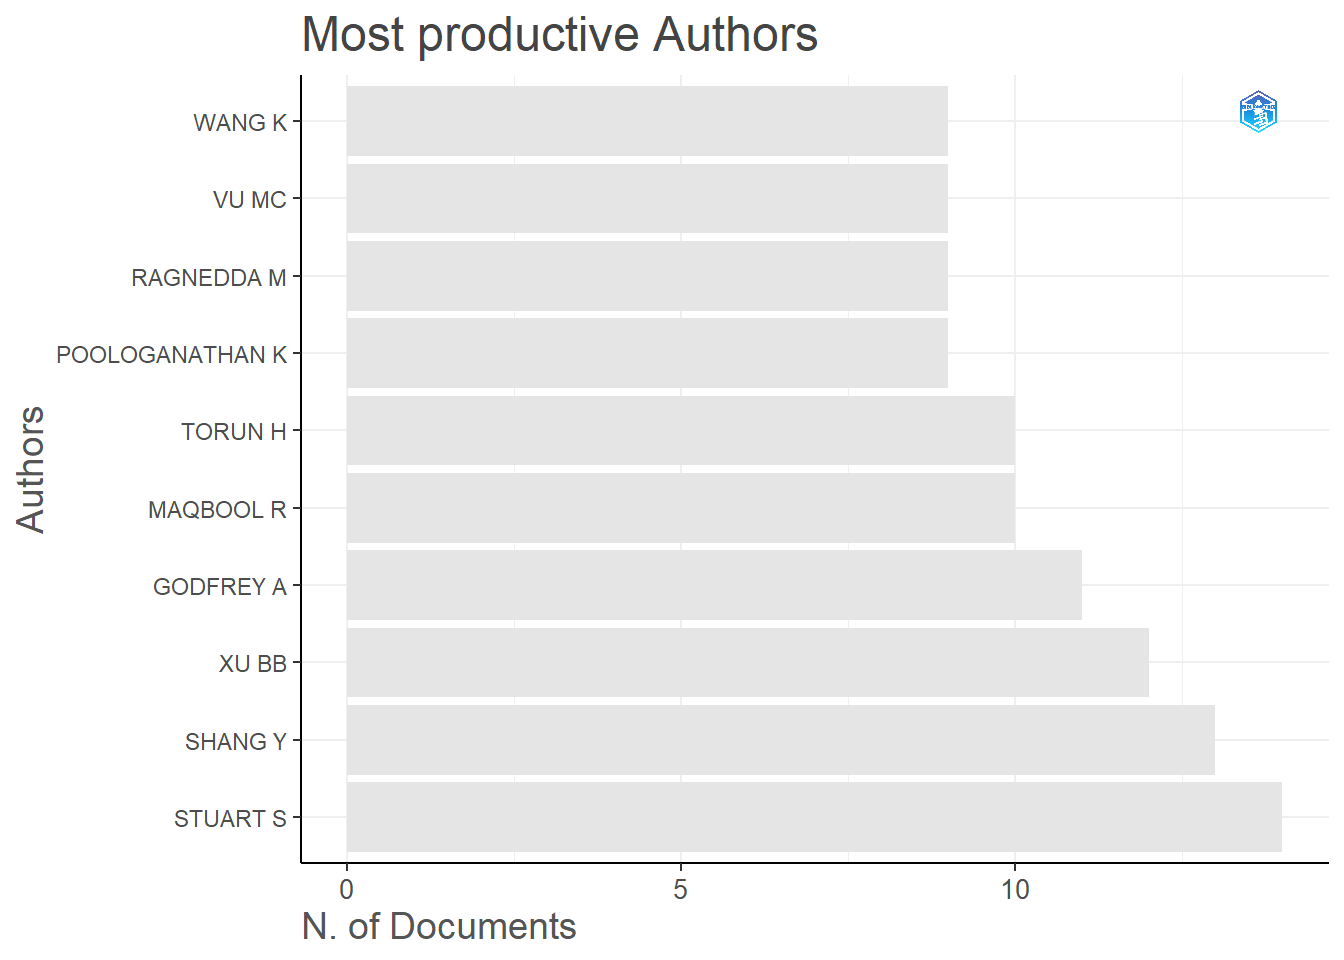 Most productive Authors
WANG K
VU MC
RAGNEDDA M
POOLOGANATHAN K
TORUN H
MAQBOOL R
GODFREY A
XU BB
SHANG Y
STUART S
Authors
0
5
10
N. of Documents